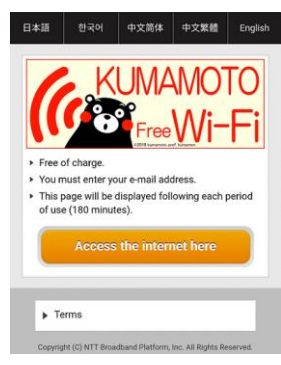 日本語 한국어 中文简体 中文繁體 English
KUMAMOTO
Free Wi-Fi
©2010 kumamoto pref. kumamon
Free of charge.
You must enter your e-mail address.
This page will be displayed following each period
of use (180 minutes).
Access the internet here
Terms
Copyright (C) NTT Broadband Platform, Inc. All Rights Reserved.